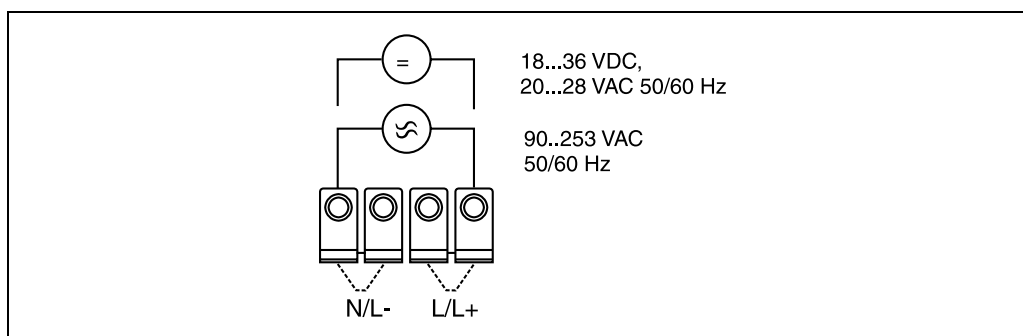 =
18...36 VDC,
20...28 VAC 50/60 Hz
90..253 VAC
50/60 Hz
N/L- L/L+